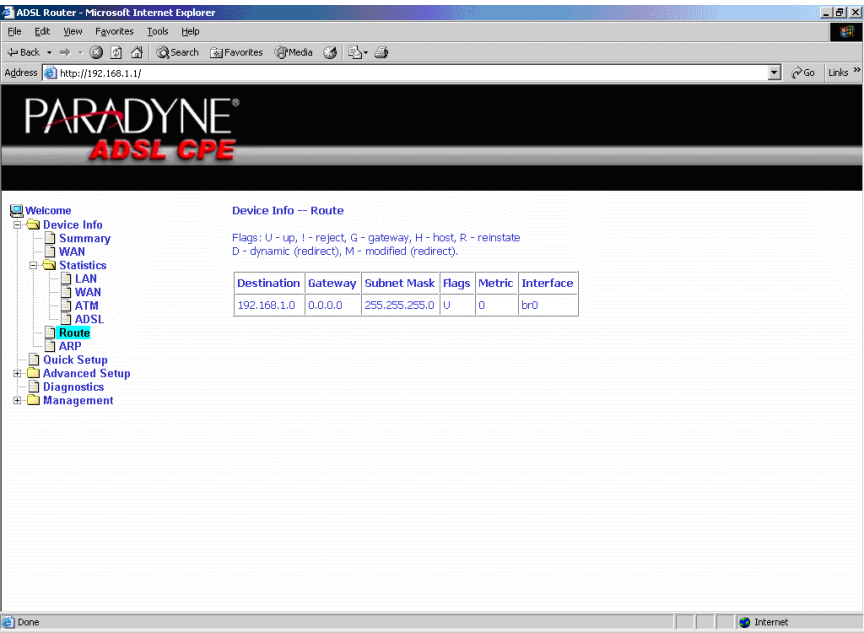 ADSL Router - Microsoft Internet Explorer
File Edit View Favorites Tools Help
Back Search Favorites Media
Address http://192.168.1.1/ Go Links »
PARADYNE®
ADSL CPE
Welcome
Device Info
Summary
WAN
Statistics
LAN
WAN
ATM
ADSL
Route
ARP
Quick Setup
Advanced Setup
Diagnostics
Management
Device Info -- Route
Flags: U - up, ! - reject, G - gateway, H - host, R - reinstate
D - dynamic (redirect), M - modified (redirect).
Destination Gateway Subnet Mask Flags Metric Interface
192.168.1.0 0.0.0.0 255.255.255.0 U 0 br0
Done Internet